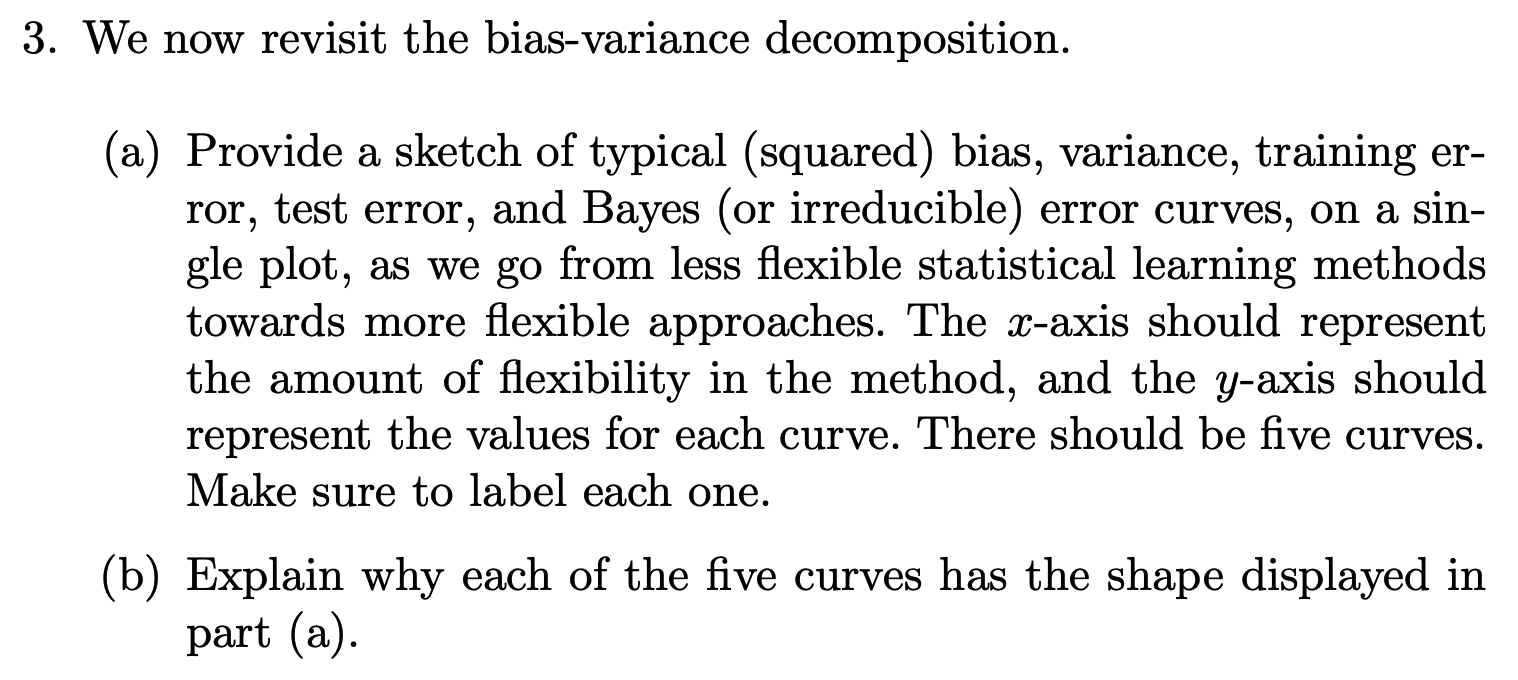 3. We now revisit the bias-variance decomposition.
(a) Provide a sketch of typical (squared) bias, variance, training er-
ror, test error, and Bayes (or irreducible) error curves, on a sin-
gle plot, as we go from less flexible statistical learning methods
towards more flexible approaches. The x-axis should represent
the amount of flexibility in the method, and the y-axis should
represent the values for each curve. There should be five curves.
Make sure to label each one.
(b) Explain why each of the five curves has the shape displayed in
part (a).